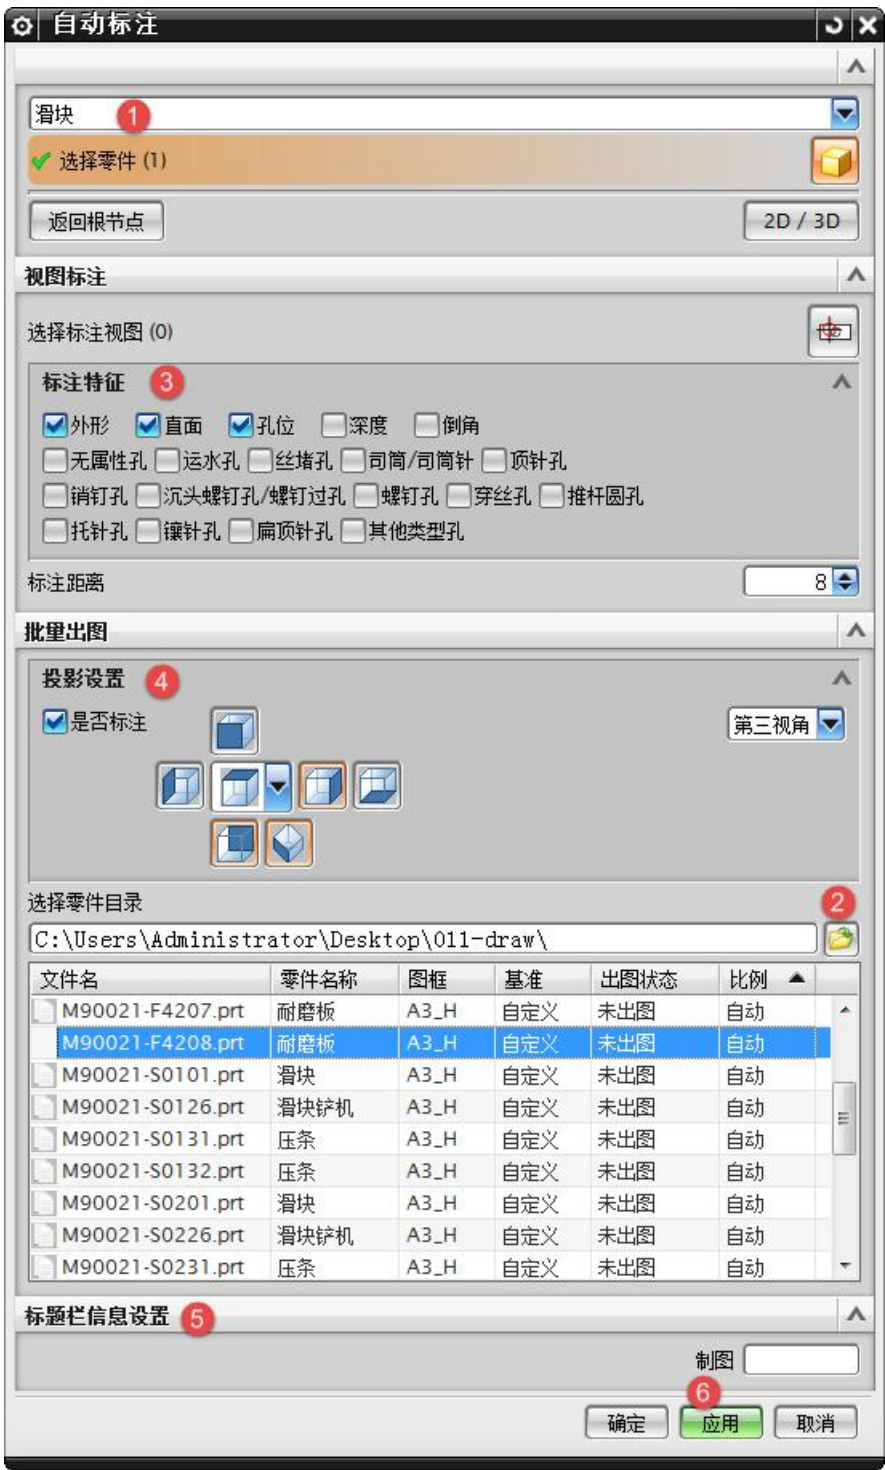 自动标注
滑块 1
选择零件 (1)
返回根节点 2D / 3D
视图标注
选择标注视图 (0)
标注特征 3
外形 直面 孔位 深度 倒角
无属性孔 运水孔 丝堵孔 司筒/司筒针 顶针孔
销钉孔 沉头螺钉孔/螺钉过孔 螺钉孔 穿丝孔 推杆圆孔
托针孔 镶针孔 扁顶针孔 其他类型孔
标注距离 8
批量出图
投影设置 4
是否标注 第三视角
选择零件目录 2
C:\Users\Administrator\Desktop\011-draw\
文件名 零件名称 图框 基准 出图状态 比例
M90021-F4207.prt 耐磨板 A3_H 自定义 未出图 自动
M90021-F4208.prt 耐磨板 A3_H 自定义 未出图 自动
M90021-S0101.prt 滑块 A3_H 自定义 未出图 自动
M90021-S0126.prt 滑块铲机 A3_H 自定义 未出图 自动
M90021-S0131.prt 压条 A3_H 自定义 未出图 自动
M90021-S0132.prt 压条 A3_H 自定义 未出图 自动
M90021-S0201.prt 滑块 A3_H 自定义 未出图 自动
M90021-S0226.prt 滑块铲机 A3_H 自定义 未出图 自动
M90021-S0231.prt 压条 A3_H 自定义 未出图 自动
标题栏信息设置 5
制图
6
确定 应用 取消